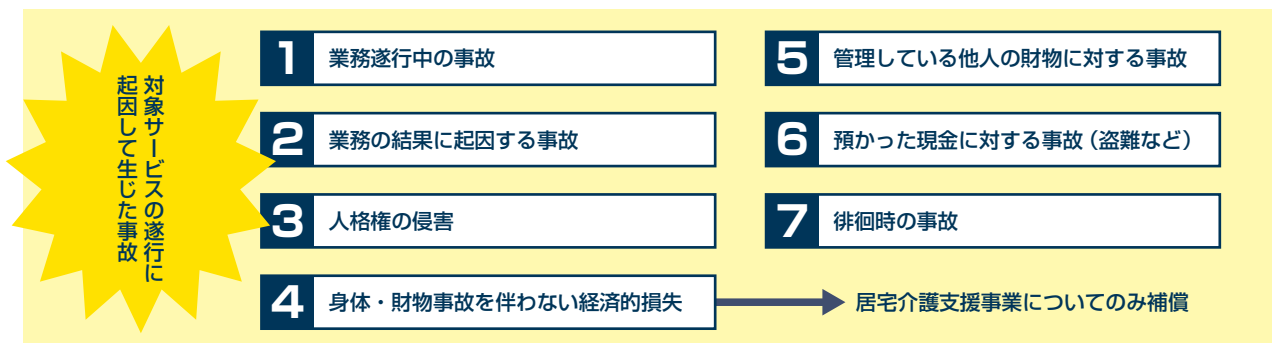 対象サービスの遂行に
起因して生じた事故
1 業務遂行中の事故
2 業務の結果に起因する事故
3 人格権の侵害
4 身体・財物事故を伴わない経済的損失
居宅介護支援事業についてのみ補償
5 管理している他人の財物に対する事故
6 預かった現金に対する事故（盗難など）
7 徘徊時の事故